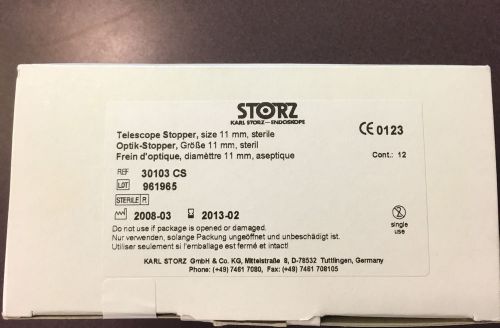 STORZ
KARL STORZ—ENDOSKOPE
Telescope Stopper, size 11 mm, sterile
Optik-Stopper, Größe 11 mm, steril
Frein d'optique, diamèttre 11 mm, aseptique
CE 0123
Cont.: 12
REF 30103 CS
LOT 961965
STERILE R
2008-03 2013-02
Do not use if package is opened or damaged.
Nur verwenden, solange Packung ungeöffnet und unbeschädigt ist.
Utiliser seulement si l'emballage est fermé et intact!
single
use
KARL STORZ GmbH & Co. KG, Mittelstraße 8, D-78532 Tuttlingen, Germany
Phone: (+49) 7461 7080, Fax: (+49) 7461 708105